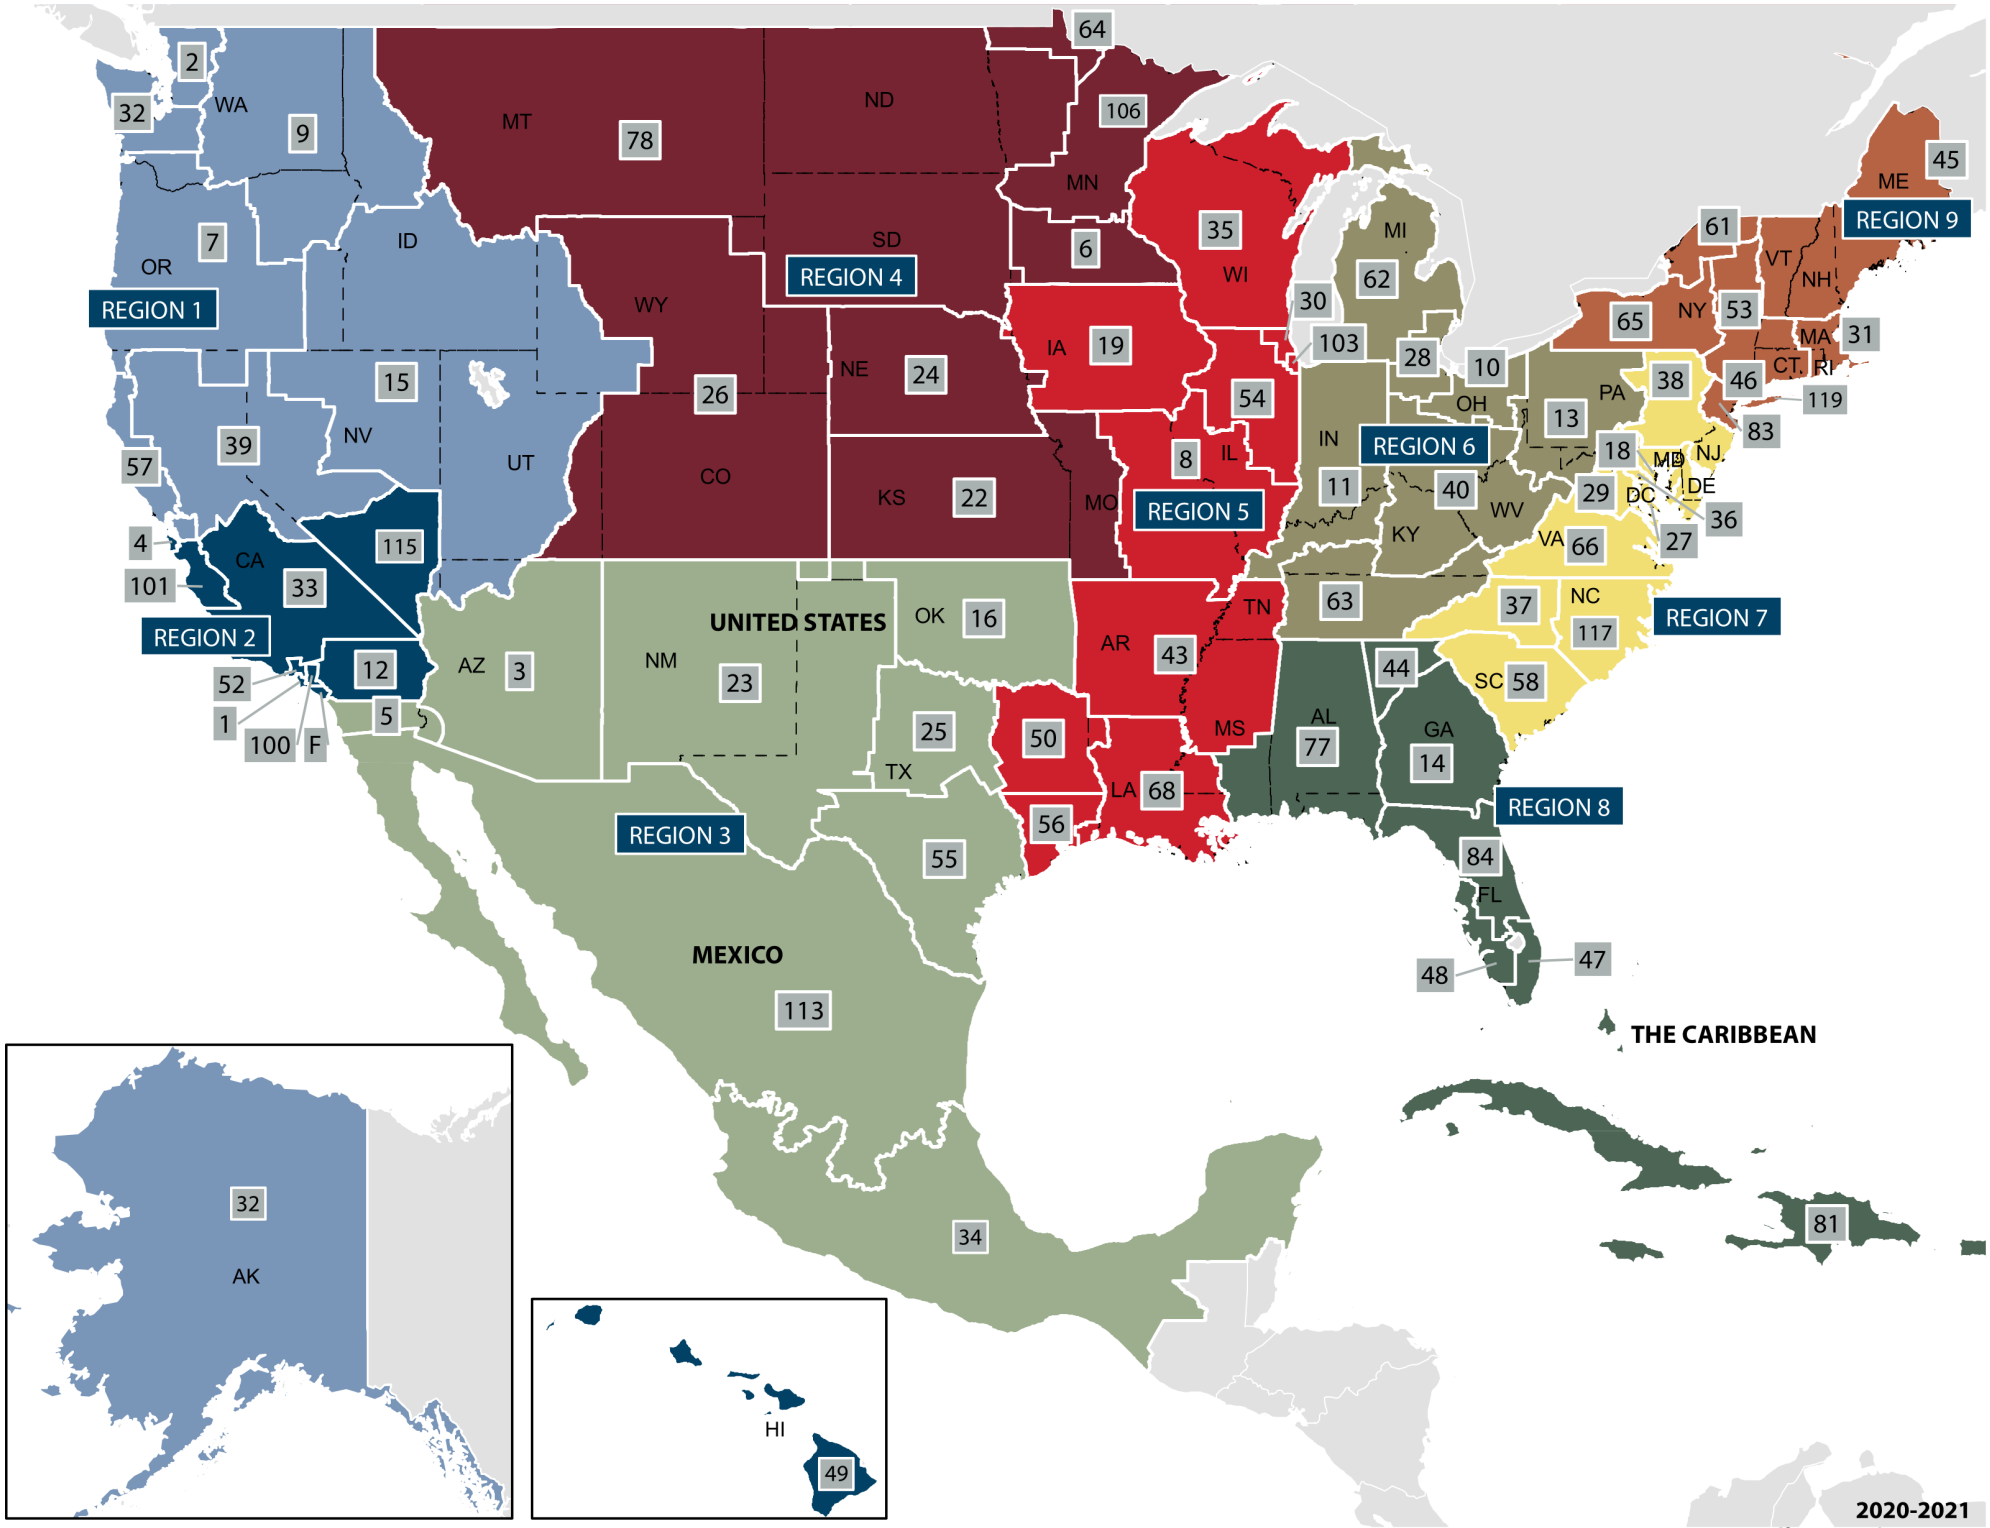 64
2
WA
32
9
MT
78
ND
106
MN
45
ME
REGION 9
7
ID
OR
REGION 1
SD
REGION 4
6
35
WI
MI
62
61
VT
NH
WY
30
65
NY
53
103
MA
31
IA
19
NE
24
28
10
CT.
RI
15
26
54
OH
PA
38
46
119
13
83
NV
39
57
UT
CO
8
IL
IN
REGION 6
18
MD
NJ
KS
22
MO
REGION 5
11
40
WV
29
DC
DE
36
4
CA
115
KY
VA
66
27
101
33
UNITED STATES
OK
16
TN
63
37
NC
117
REGION 7
REGION 2
AZ
3
NM
23
AR
43
44
SC
58
12
52
1
5
100
F
25
TX
50
MS
AL
77
GA
14
LA
68
REGION 8
REGION 3
56
55
84
FL
MEXICO
48
47
113
THE CARIBBEAN
32
AK
34
81
HI
49
2020-2021